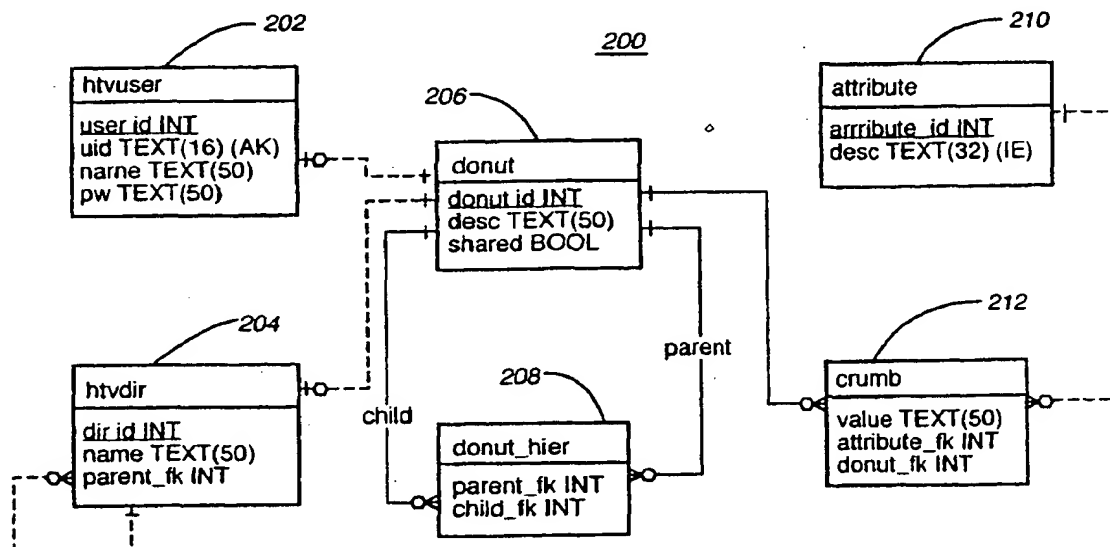 200
202
htvuser
user id INT
uid TEXT(16) (AK)
name TEXT(50)
pw TEXT(50)
206
donut
donut id INT
desc TEXT(50)
shared BOOL
210
attribute
arrribute_id INT
desc TEXT(32) (IE)
204
htvdir
dir id INT
name TEXT(50)
parent_fk INT
child
208
donut_hier
parent_fk INT
child_fk INT
parent
212
crumb
value TEXT(50)
attribute_fk INT
donut_fk INT